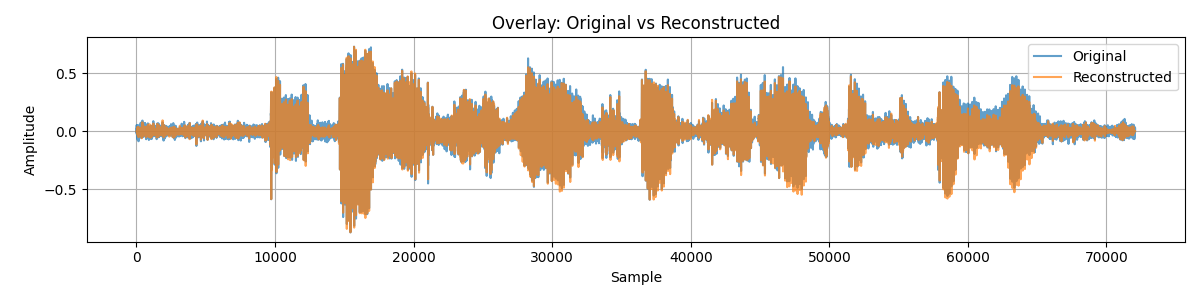 Overlay: Original vs Reconstructed
Original
Reconstructed
Amplitude
0.5
0.0
−0.5
0
10000
20000
30000
40000
50000
60000
70000
Sample